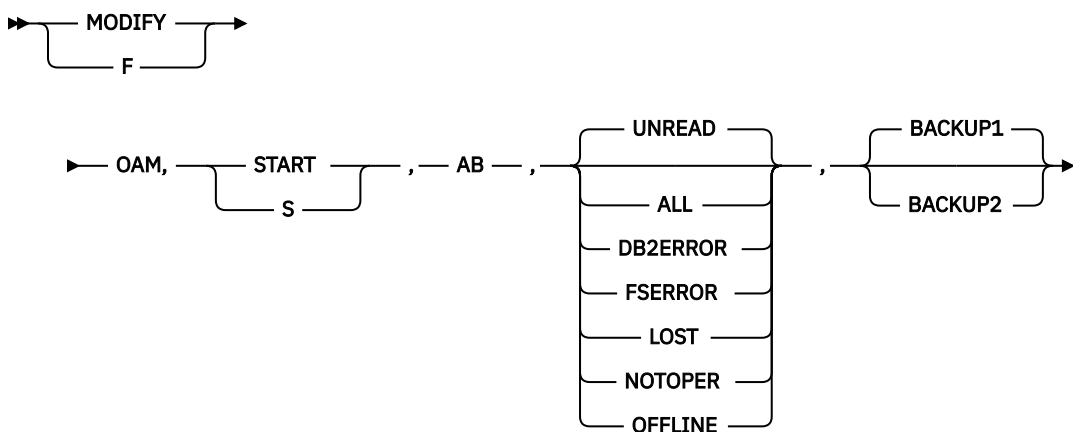 MODIFY
F
UNREAD
BACKUP1
OAM, START , AB , ,
S
ALL
BACKUP2
DB2ERROR
FSERROR
LOST
NOTOPER
OFFLINE